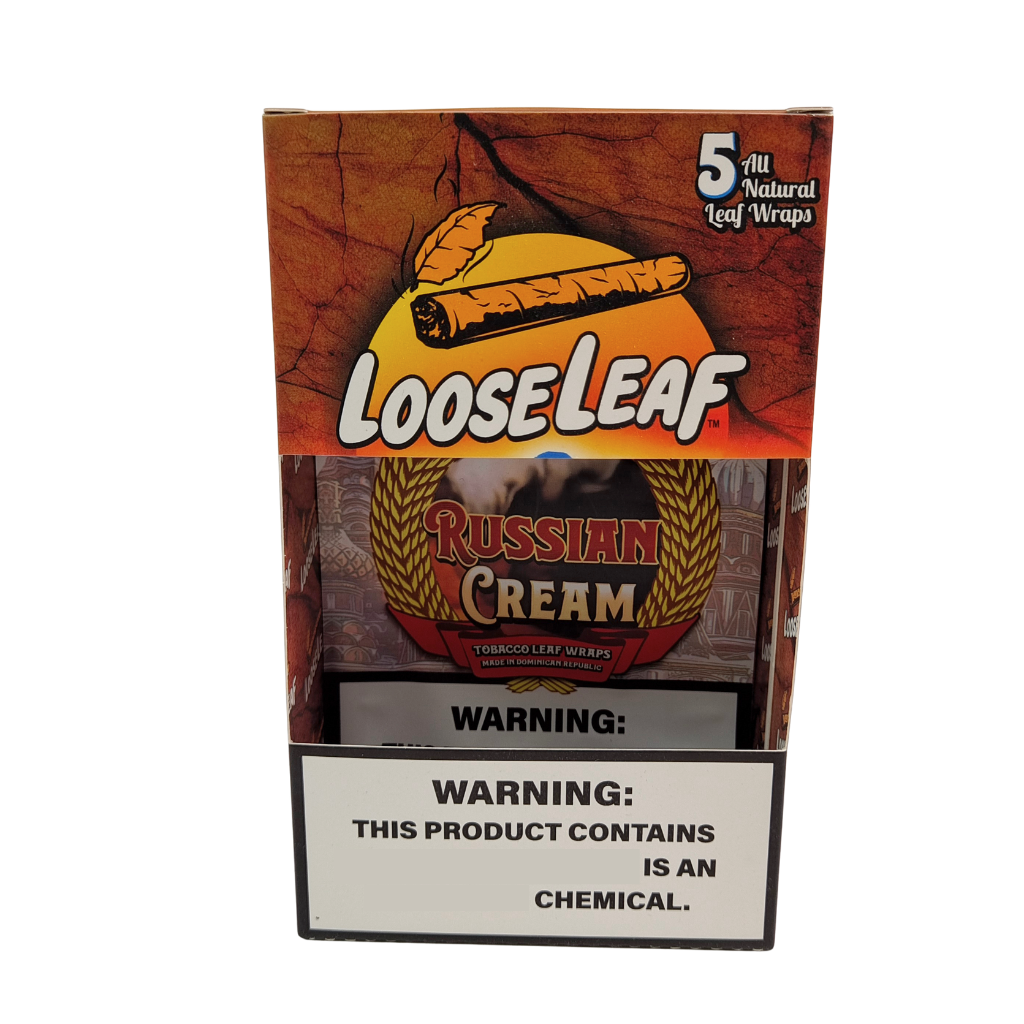 5 All
Natural
Leaf Wraps
LOOSELEAF™
RUSSIAN
CREAM
TOBACCO LEAF WRAPS
MADE IN DOMINICAN REPUBLIC
WARNING:
WARNING:
THIS PRODUCT CONTAINS
IS AN
CHEMICAL.